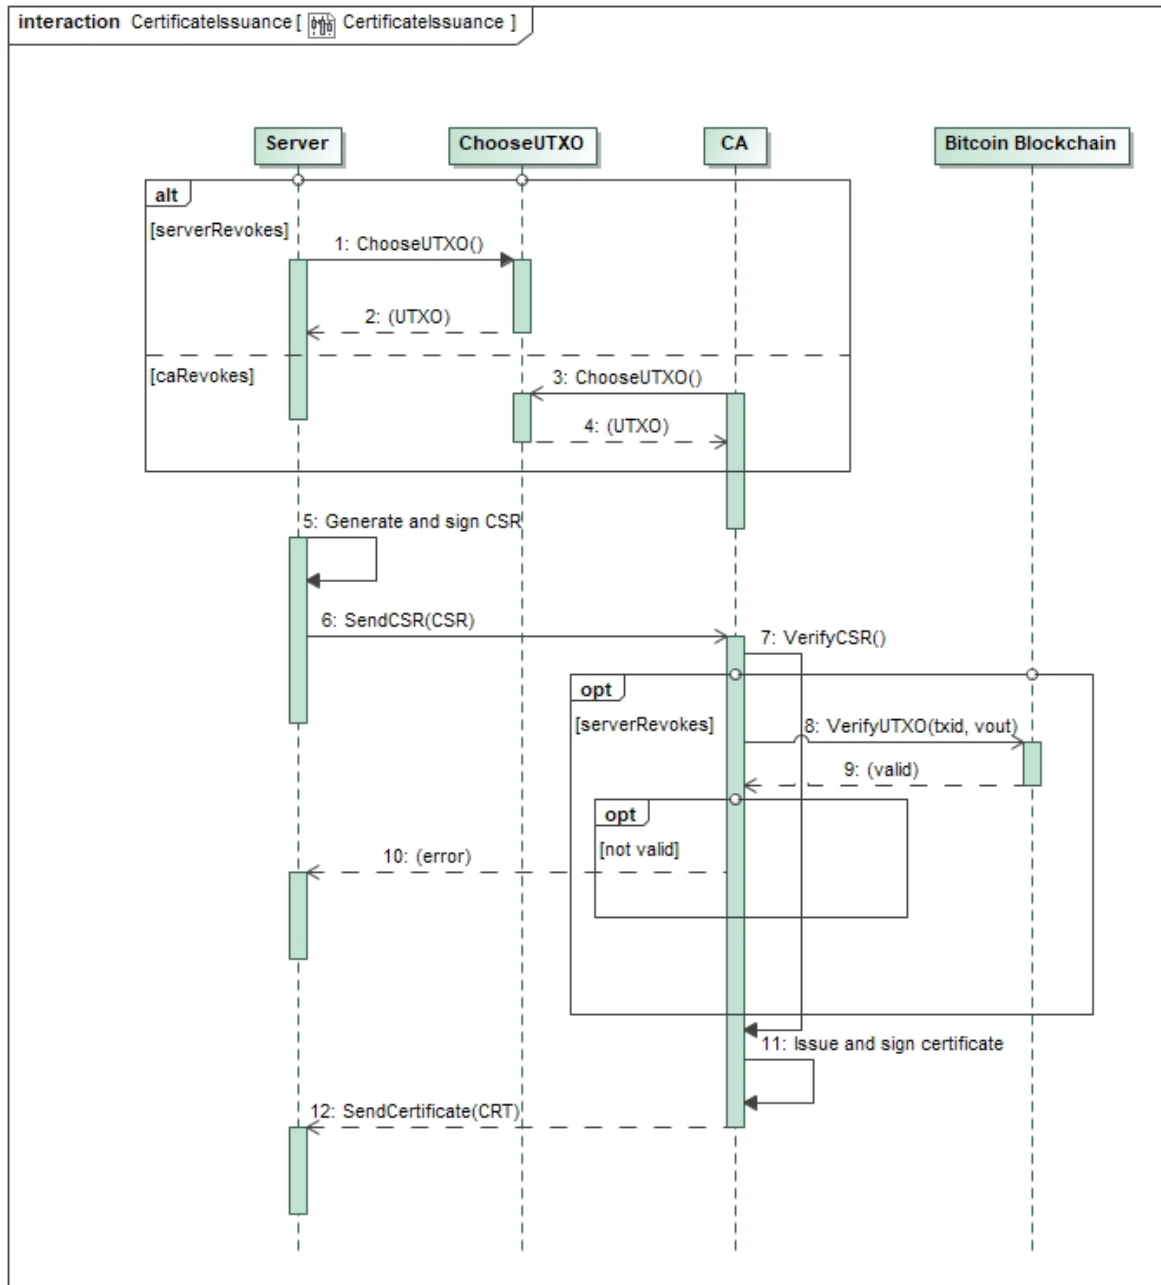 interaction CertificateIssuance [ CertificateIssuance ]
Server
ChooseUTXO
CA
Bitcoin Blockchain
alt
[serverRevokes]
1: ChooseUTXO()
2: (UTXO)
[caRevokes]
3: ChooseUTXO()
4: (UTXO)
5: Generate and sign CSR
6: SendCSR(CSR)
7: VerifyCSR()
opt
[serverRevokes]
8: VerifyUTXO(txid, vout)
9: (valid)
opt
[not valid]
10: (error)
11: Issue and sign certificate
12: SendCertificate(CRT)